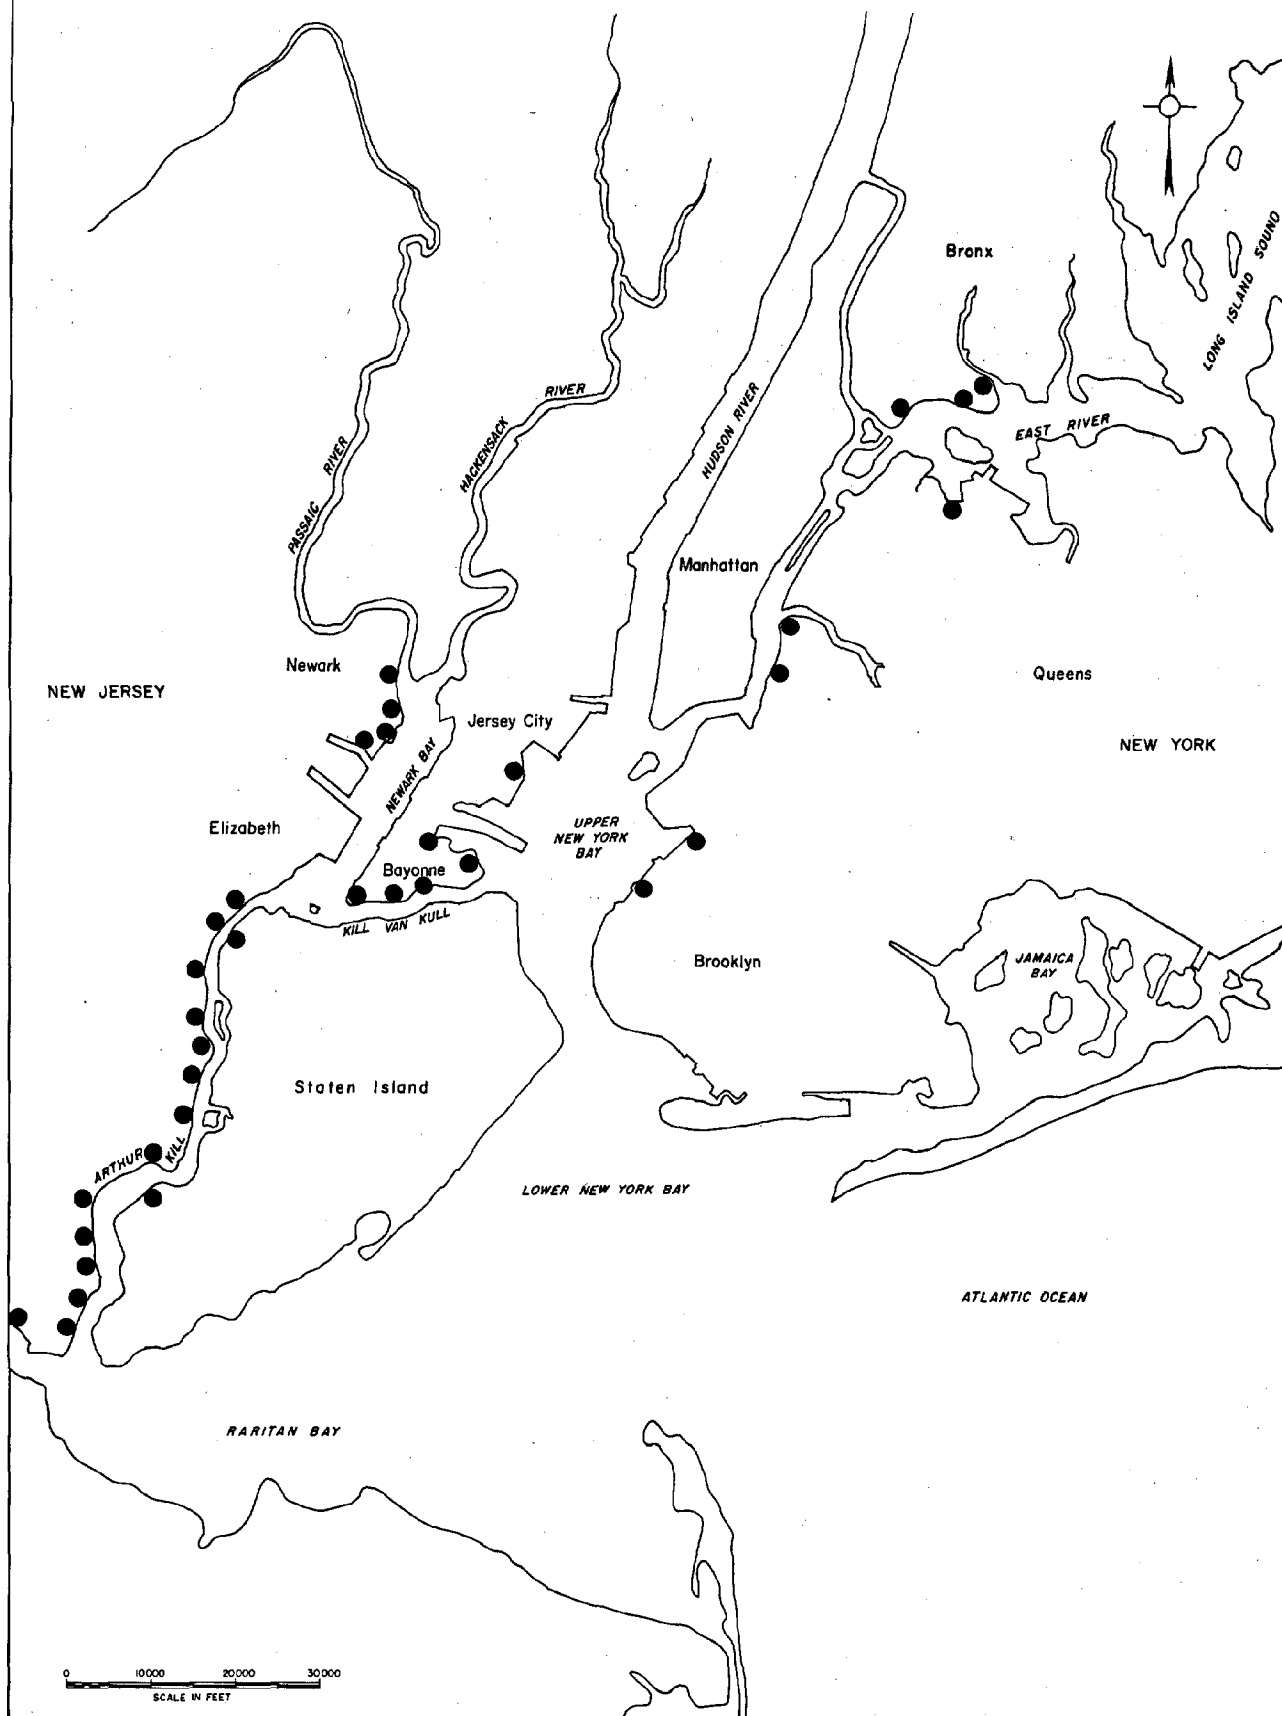 Bronx
LONG ISLAND SOUND
HUDSON RIVER
RIVER
HACKENSACK
EAST RIVER
RIVER
PASSAIC
Manhattan
Newark
Queens
NEW JERSEY
Jersey City
NEW YORK
NEWARK BAY
Elizabeth
UPPER
NEW YORK
BAY
Bayonne
KILL VAN KULL
Brooklyn
JAMAICA
BAY
Staten Island
ARTHUR
KILL
LOWER NEW YORK BAY
ATLANTIC OCEAN
RARITAN BAY
0 10000 20000 30000
SCALE IN FEET